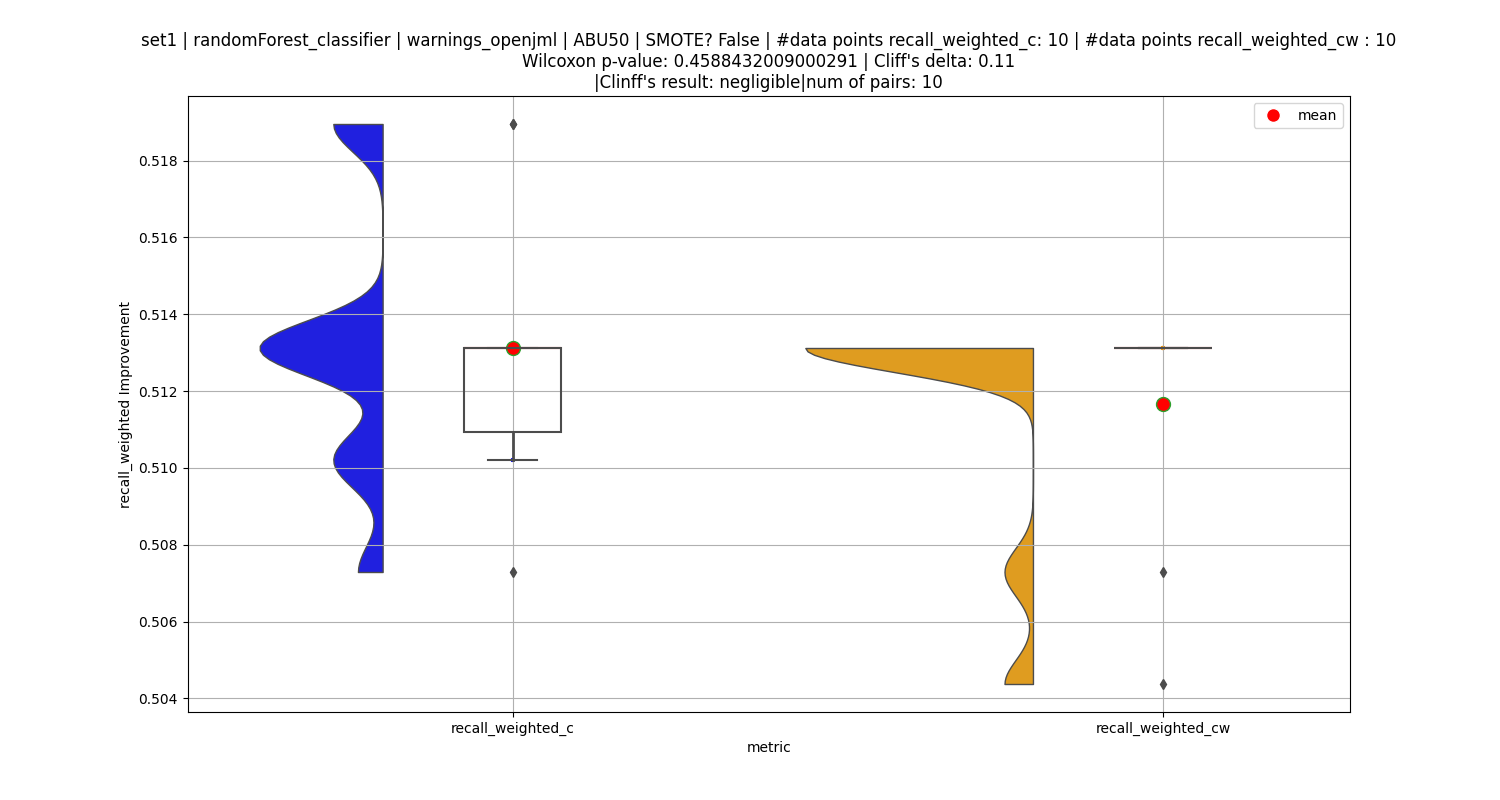 set1 | randomForest_classifier | warnings_openjml | ABU50 | SMOTE? False | #data points recall_weighted_c: 10 | #data points recall_weighted_cw : 10
Wilcoxon p-value: 0.4588432009000291 | Cliff's delta: 0.11
|Clinff's result: negligible|num of pairs: 10
mean
0.518
0.516
0.514
0.512
0.510
0.508
0.506
0.504
recall_weighted Improvement
recall_weighted_c
recall_weighted_cw
metric